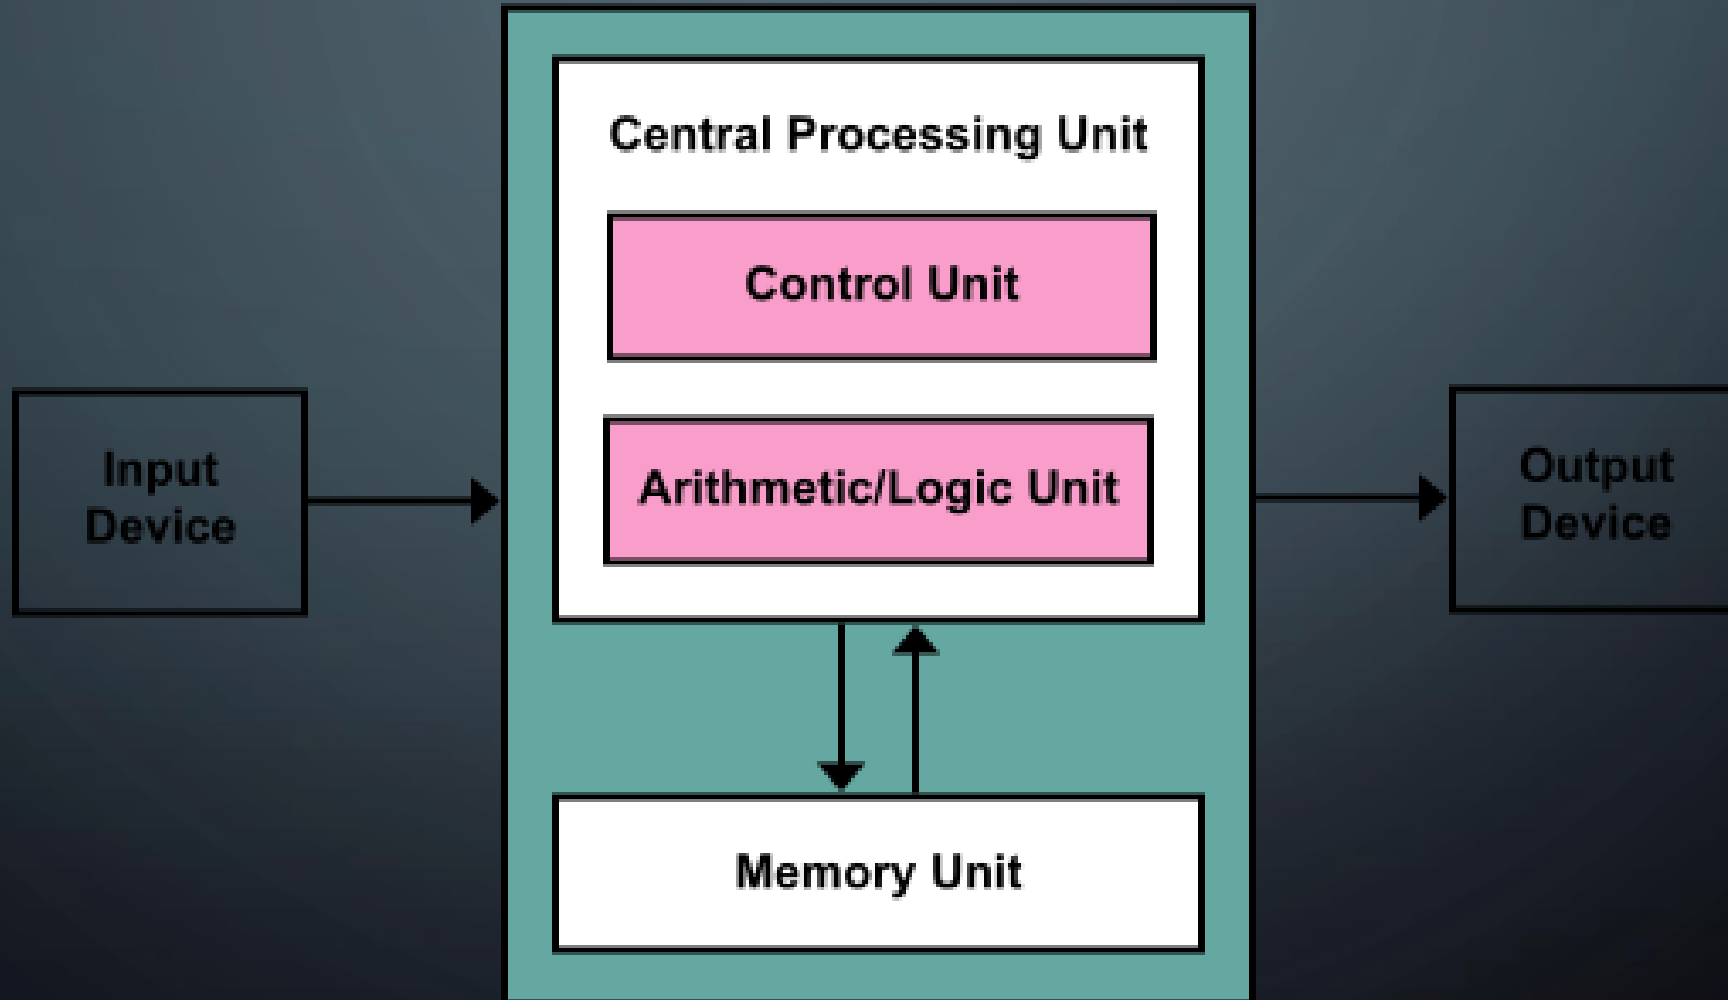 Central Processing Unit
Control Unit
Arithmetic/Logic Unit
Input
Device
Output
Device
Memory Unit